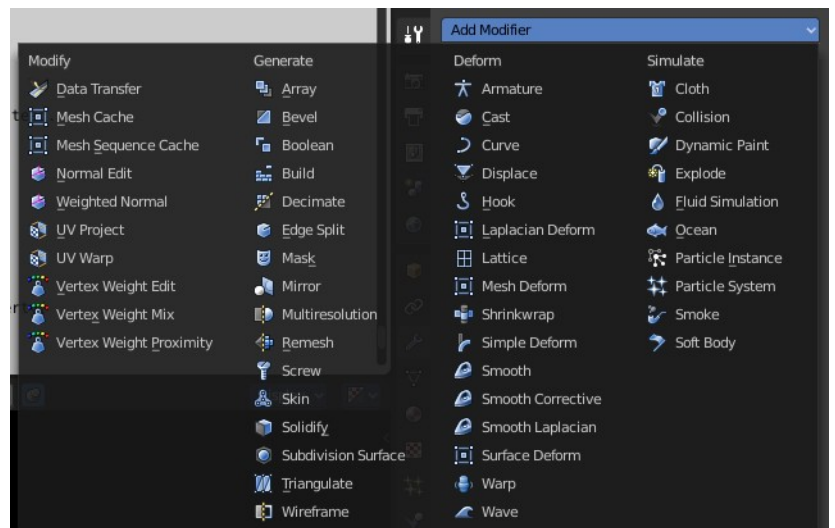 Add Modifier
Modify
Data Transfer
Mesh Cache
Mesh Sequence Cache
Normal Edit
Weighted Normal
UV Project
UV Warp
Vertex Weight Edit
Vertex Weight Mix
Vertex Weight Proximity
Generate
Array
Bevel
Boolean
Build
Decimate
Edge Split
Mask
Mirror
Multiresolution
Remesh
Screw
Skin
Solidify
Subdivision Surface
Triangulate
Wireframe
Deform
Armature
Cast
Curve
Displace
Hook
Laplacian Deform
Lattice
Mesh Deform
Shrinkwrap
Simple Deform
Smooth
Smooth Corrective
Smooth Laplacian
Surface Deform
Warp
Wave
Simulate
Cloth
Collision
Dynamic Paint
Explode
Fluid Simulation
Ocean
Particle Instance
Particle System
Smoke
Soft Body